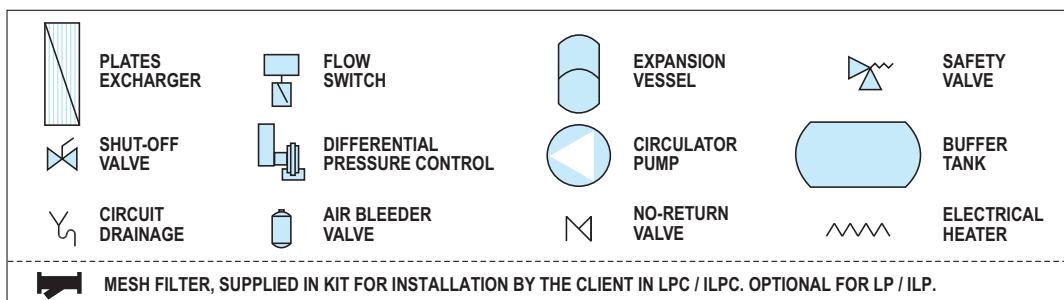 PLATES
EXCHARGER
FLOW
SWITCH
EXPANSION
VESSEL
SAFETY
VALVE
SHUT-OFF
VALVE
DIFFERENTIAL
PRESSURE CONTROL
CIRCULATOR
PUMP
BUFFER
TANK
CIRCUIT
DRAINAGE
AIR BLEEDER
VALVE
NO-RETURN
VALVE
ELECTRICAL
HEATER
MESH FILTER, SUPPLIED IN KIT FOR INSTALLATION BY THE CLIENT IN LPC / ILPC. OPTIONAL FOR LP / ILP.